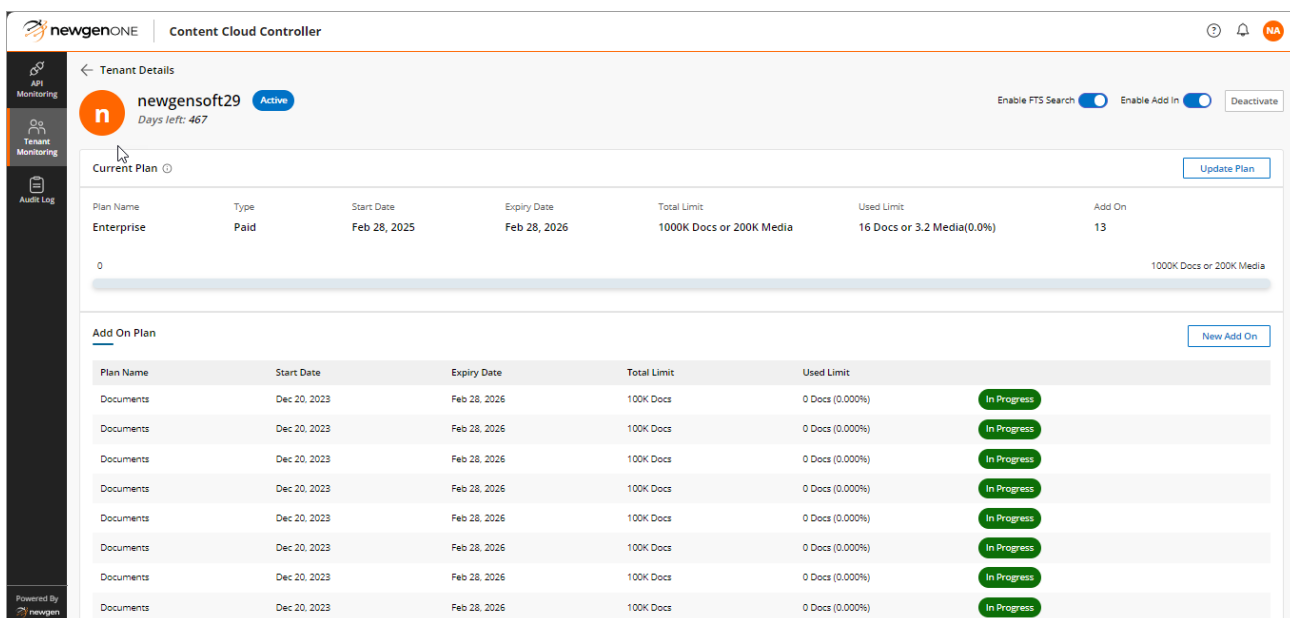 newgenONE Content Cloud Controller NA
API Monitoring
Tenant Monitoring
Audit Log
Powered By
newgen
Tenant Details
n newgensoft29 Active
Days left: 467
Enable FTS Search Enable Add In Deactivate
Current Plan Update Plan
Plan Name Type Start Date Expiry Date Total Limit Used Limit Add On
Enterprise Paid Feb 28, 2025 Feb 28, 2026 1000K Docs or 200K Media 16 Docs or 3.2 Media(0.0%) 13
0 1000K Docs or 200K Media
Add On Plan New Add On
Plan Name Start Date Expiry Date Total Limit Used Limit
Documents Dec 20, 2023 Feb 28, 2026 100K Docs 0 Docs (0.000%) In Progress
Documents Dec 20, 2023 Feb 28, 2026 100K Docs 0 Docs (0.000%) In Progress
Documents Dec 20, 2023 Feb 28, 2026 100K Docs 0 Docs (0.000%) In Progress
Documents Dec 20, 2023 Feb 28, 2026 100K Docs 0 Docs (0.000%) In Progress
Documents Dec 20, 2023 Feb 28, 2026 100K Docs 0 Docs (0.000%) In Progress
Documents Dec 20, 2023 Feb 28, 2026 100K Docs 0 Docs (0.000%) In Progress
Documents Dec 20, 2023 Feb 28, 2026 100K Docs 0 Docs (0.000%) In Progress
Documents Dec 20, 2023 Feb 28, 2026 100K Docs 0 Docs (0.000%) In Progress